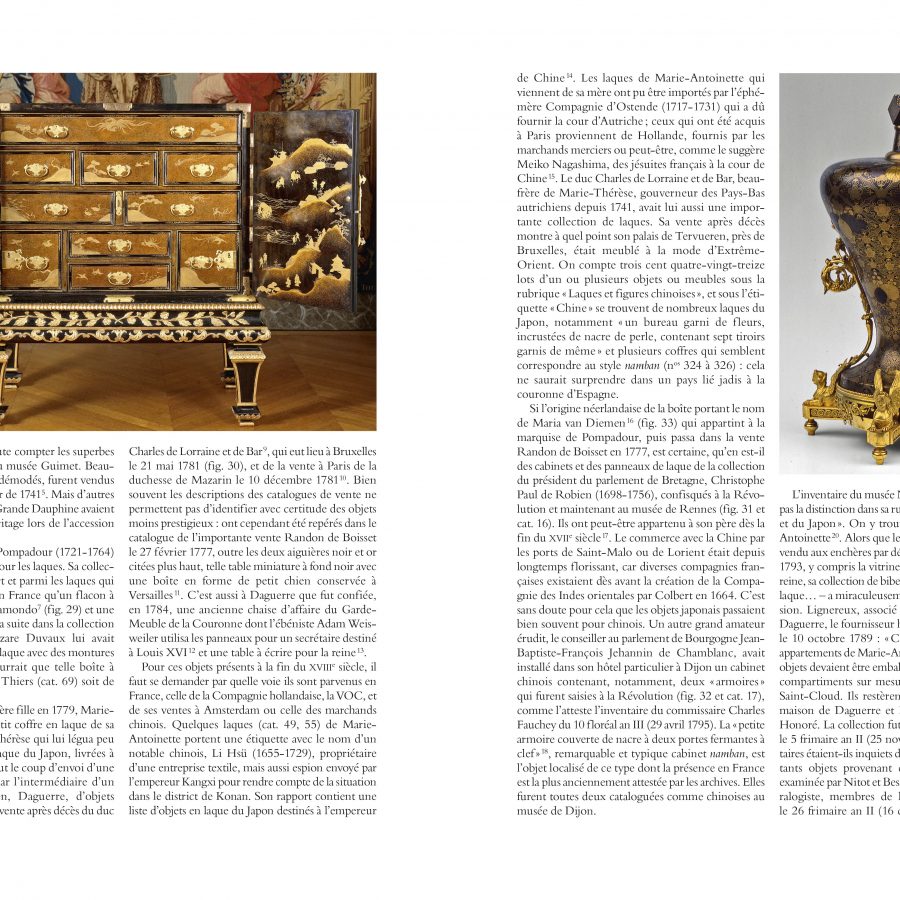 ute compter les superbes
u musée Guimet. Beau-
démodés, furent vendus
r de 1741⁵. Mais d'autres
Grande Dauphine avaient
ritage lors de l'accession
Pompadour (1721-1764)
our les laques. Sa collec-
rt et parmi les laques qui
n France qu'un flacon à
amondo⁷ (fig. 29) et une
a suite dans la collection
zare Duvaux lui avait
laque avec des montures
urrait que telle boîte à
Thiers (cat. 69) soit de
ère fille en 1779, Marie-
tit coffre en laque de sa
hérèse qui lui légua peu
aque du Japon, livrées à
ut le coup d'envoi d'une
ar l'intermédiaire d'un
en, Daguerre, d'objets
vente après décès du duc
Charles de Lorraine et de Bar⁹, qui eut lieu à Bruxelles
le 21 mai 1781 (fig. 30), et de la vente à Paris de la
duchesse de Mazarin le 10 décembre 1781¹⁰. Bien
souvent les descriptions des catalogues de vente ne
permettent pas d'identifier avec certitude des objets
moins prestigieux : ont cependant été repérés dans le
catalogue de l'importante vente Randon de Boisset
le 27 février 1777, outre les deux aiguières noir et or
citées plus haut, telle table miniature à fond noir avec
une boîte en forme de petit chien conservée à
Versailles¹¹. C'est aussi à Daguerre que fut confiée,
en 1784, une ancienne chaise d'affaire du Garde-
Meuble de la Couronne dont l'ébéniste Adam Weis-
weiler utilisa les panneaux pour un secrétaire destiné
à Louis XVI¹² et une table à écrire pour la reine¹³.
Pour ces objets présents à la fin du XVIIIᵉ siècle, il
faut se demander par quelle voie ils sont parvenus en
France, celle de la Compagnie hollandaise, la VOC, et
de ses ventes à Amsterdam ou celle des marchands
chinois. Quelques laques (cat. 49, 55) de Marie-
Antoinette portent une étiquette avec le nom d'un
notable chinois, Li Hsü (1655-1729), propriétaire
d'une entreprise textile, mais aussi espion envoyé par
l'empereur Kangxi pour rendre compte de la situation
dans le district de Konan. Son rapport contient une
liste d'objets en laque du Japon destinés à l'empereur
de Chine¹⁴. Les laques de Marie-Antoinette qui
viennent de sa mère ont pu être importés par l'éphé-
mère Compagnie d'Ostende (1717-1731) qui a dû
fournir la cour d'Autriche ; ceux qui ont été acquis
à Paris proviennent de Hollande, fournis par les
marchands merciers ou peut-être, comme le suggère
Meiko Nagashima, des jésuites français à la cour de
Chine¹⁵. Le duc Charles de Lorraine et de Bar, beau-
frère de Marie-Thérèse, gouverneur des Pays-Bas
autrichiens depuis 1741, avait lui aussi une impor-
tante collection de laques. Sa vente après décès
montre à quel point son palais de Tervueren, près de
Bruxelles, était meublé à la mode d'Extrême-
Orient. On compte trois cent quatre-vingt-treize
lots d'un ou plusieurs objets ou meubles sous la
rubrique « Laques et figures chinoises », et sous l'éti-
quette « Chine » se trouvent de nombreux laques du
Japon, notamment « un bureau garni de fleurs,
incrustées de nacre de perle, contenant sept tiroirs
garnis de même » et plusieurs coffres qui semblent
correspondre au style namban (nᵒˢ 324 à 326) : cela
ne saurait surprendre dans un pays lié jadis à la
couronne d'Espagne.
Si l'origine néerlandaise de la boîte portant le nom
de Maria van Diemen¹⁶ (fig. 33) qui appartint à la
marquise de Pompadour, puis passa dans la vente
Randon de Boisset en 1777, est certaine, qu'en est-il
des cabinets et des panneaux de laque de la collection
du président du parlement de Bretagne, Christophe
Paul de Robien (1698-1756), confisqués à la Révo-
lution et maintenant au musée de Rennes (fig. 31 et
cat. 16). Ils ont peut-être appartenu à son père dès la
fin du XVIIᵉ siècle¹⁷. Le commerce avec la Chine par
les ports de Saint-Malo ou de Lorient était depuis
longtemps florissant, car diverses compagnies fran-
çaises existaient dès avant la création de la Compa-
gnie des Indes orientales par Colbert en 1664. C'est
sans doute pour cela que les objets japonais passaient
bien souvent pour chinois. Un autre grand amateur
érudit, le conseiller au parlement de Bourgogne Jean-
Baptiste-François Jehannin de Chamblanc, avait
installé dans son hôtel particulier à Dijon un cabinet
chinois contenant, notamment, deux « armoires »
qui furent saisies à la Révolution (fig. 32 et cat. 17),
comme l'atteste l'inventaire du commissaire Charles
Fauchey du 10 floréal an III (29 avril 1795). La « petite
armoire couverte de nacre à deux portes fermantes à
clef »¹⁸, remarquable et typique cabinet namban, est
l'objet localisé de ce type dont la présence en France
est la plus anciennement attestée par les archives. Elles
furent toutes deux cataloguées comme chinoises au
musée de Dijon.
L'inventaire du musée N
pas la distinction dans sa ru
et du Japon ». On y trou
Antoinette²⁰. Alors que le
vendu aux enchères par dé
1793, y compris la vitrine
reine, sa collection de bibe
laque… – a miraculeusem
sion. Lignereux, associé
Daguerre, le fournisseur h
le 10 octobre 1789 : « C
appartements de Marie-An
objets devaient être embal
compartiments sur mesu
Saint-Cloud. Ils restèren
maison de Daguerre et
Honoré. La collection fut
le 5 frimaire an II (25 nov
taires étaient-ils inquiets d
tants objets provenant d
examinée par Nitot et Bes
ralogiste, membres de l
le 26 frimaire an II (16 d